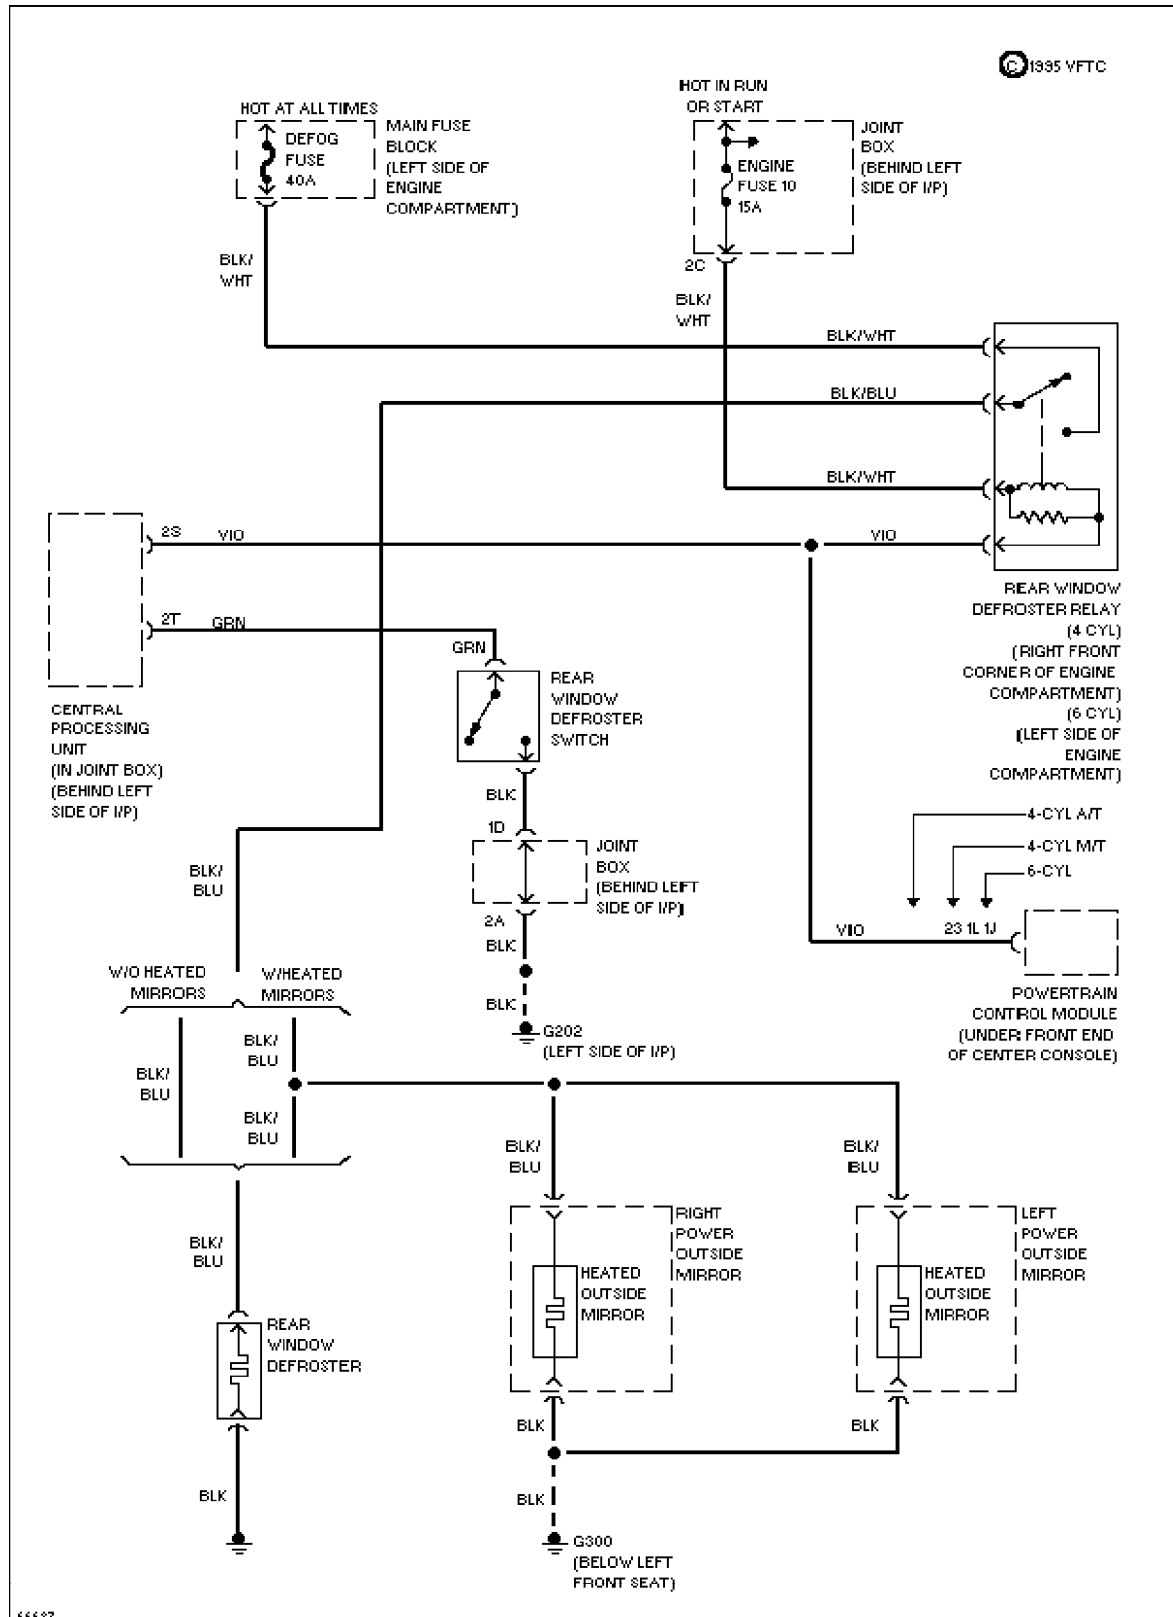 © 1995 VFTC
HOT AT ALL TIMES
DEFOG
FUSE
40A
MAIN FUSE
BLOCK
(LEFT SIDE OF
ENGINE
COMPARTMENT)
HOT IN RUN
OR START
ENGINE
FUSE 10
15A
JOINT
BOX
(BEHIND LEFT
SIDE OF I/P)
2C
BLK/
WHT
BLK/
WHT
BLK/WHT
BLK/BLU
BLK/WHT
2S
VIO
VIO
2T
GRN
GRN
REAR WINDOW
DEFROSTER RELAY
(4 CYL)
(RIGHT FRONT
CORNER OF ENGINE
COMPARTMENT)
(6 CYL)
(LEFT SIDE OF
ENGINE
COMPARTMENT)
CENTRAL
PROCESSING
UNIT
(IN JOINT BOX)
(BEHIND LEFT
SIDE OF I/P)
REAR
WINDOW
DEFROSTER
SWITCH
BLK
1D
JOINT
BOX
(BEHIND LEFT
SIDE OF I/P)
2A
BLK
BLK
G202
(LEFT SIDE OF I/P)
4-CYL A/T
4-CYL M/T
6-CYL
VIO
23 1L 1J
POWERTRAIN
CONTROL MODULE
(UNDER FRONT END
OF CENTER CONSOLE)
BLK/
BLU
W/O HEATED
MIRRORS
W/HEATED
MIRRORS
BLK/
BLU
BLK/
BLU
BLK/
BLU
BLK/
BLU
BLK/
BLU
BLK/
BLU
RIGHT
POWER
OUTSIDE
MIRROR
HEATED
OUTSIDE
MIRROR
LEFT
POWER
OUTSIDE
MIRROR
HEATED
OUTSIDE
MIRROR
REAR
WINDOW
DEFROSTER
BLK
BLK
BLK
BLK
G300
(BELOW LEFT
FRONT SEAT)